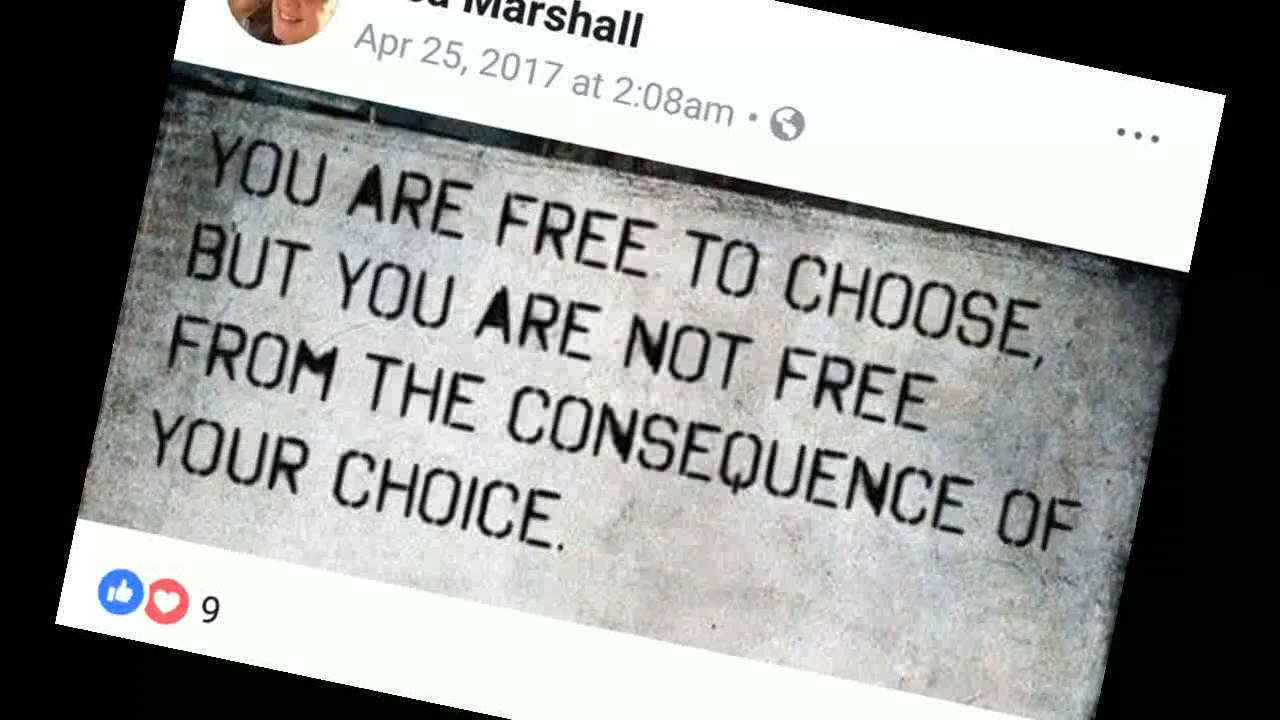 Marshall
Apr 25, 2017 at 2:08am
YOU ARE FREE TO CHOOSE,
BUT YOU ARE NOT FREE
FROM THE CONSEQUENCE OF
YOUR CHOICE.
9